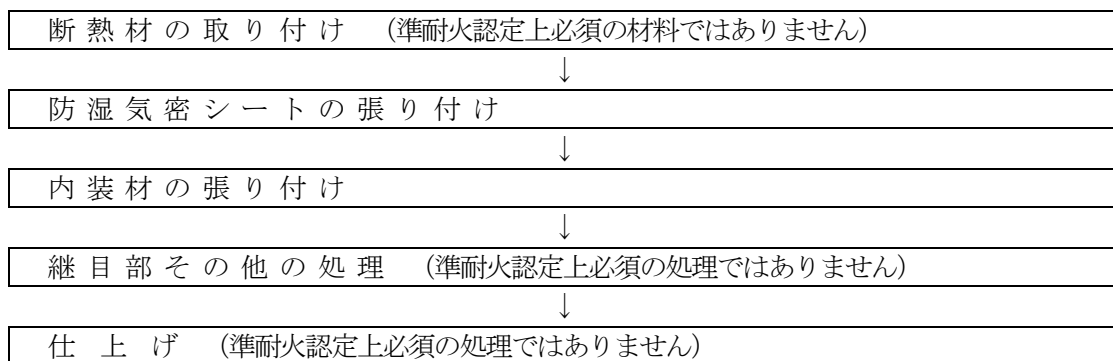 断熱材の取り付け (準耐火認定上必須の材料ではありません)
↓
防湿気密シートの張り付け
↓
内装材の張り付け
↓
継目部その他の処理 (準耐火認定上必須の処理ではありません)
↓
仕上げ (準耐火認定上必須の処理ではありません)